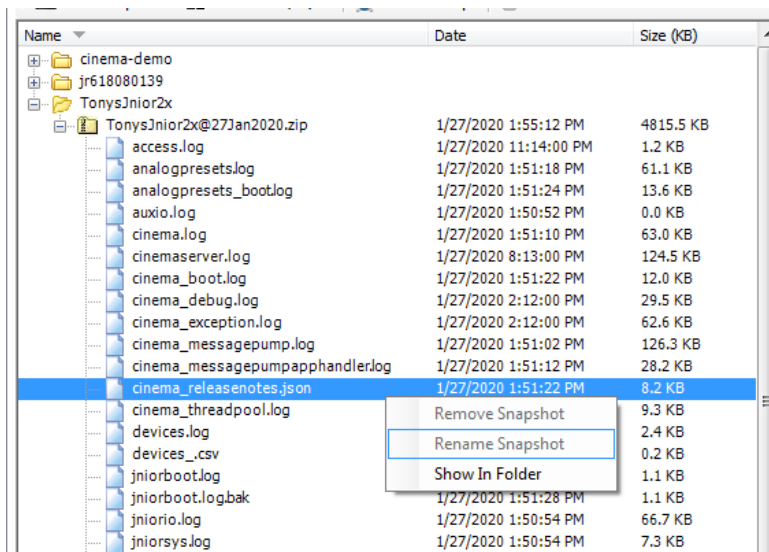 Name Date Size (KB)
cinema-demo
jr618080139
TonysJnior2x
TonysJnior2x@27Jan2020.zip 1/27/2020 1:55:12 PM 4815.5 KB
access.log 1/27/2020 11:14:00 PM 1.2 KB
analogpresets.log 1/27/2020 1:51:18 PM 61.1 KB
analogpresets_boot.log 1/27/2020 1:51:24 PM 13.6 KB
auxio.log 1/27/2020 1:50:52 PM 0.0 KB
cinema.log 1/27/2020 1:51:10 PM 63.0 KB
cinemaserver.log 1/27/2020 8:13:00 PM 124.5 KB
cinema_boot.log 1/27/2020 1:51:22 PM 12.0 KB
cinema_debug.log 1/27/2020 2:12:00 PM 29.5 KB
cinema_exception.log 1/27/2020 2:12:00 PM 62.6 KB
cinema_messagepump.log 1/27/2020 1:51:02 PM 126.3 KB
cinema_messagepumpapphandler.log 1/27/2020 1:51:12 PM 28.2 KB
cinema_releasenotes.json 1/27/2020 1:51:22 PM 8.2 KB
cinema_threadpool.log 9.3 KB
Remove Snapshot
devices.log 2.4 KB
Rename Snapshot
devices_.csv 0.2 KB
Show In Folder
jniorboot.log 1.1 KB
jniorboot.log.bak 1/27/2020 1:51:28 PM 1.1 KB
jniorio.log 1/27/2020 1:50:54 PM 66.7 KB
jniorsys.log 1/27/2020 1:50:54 PM 7.3 KB